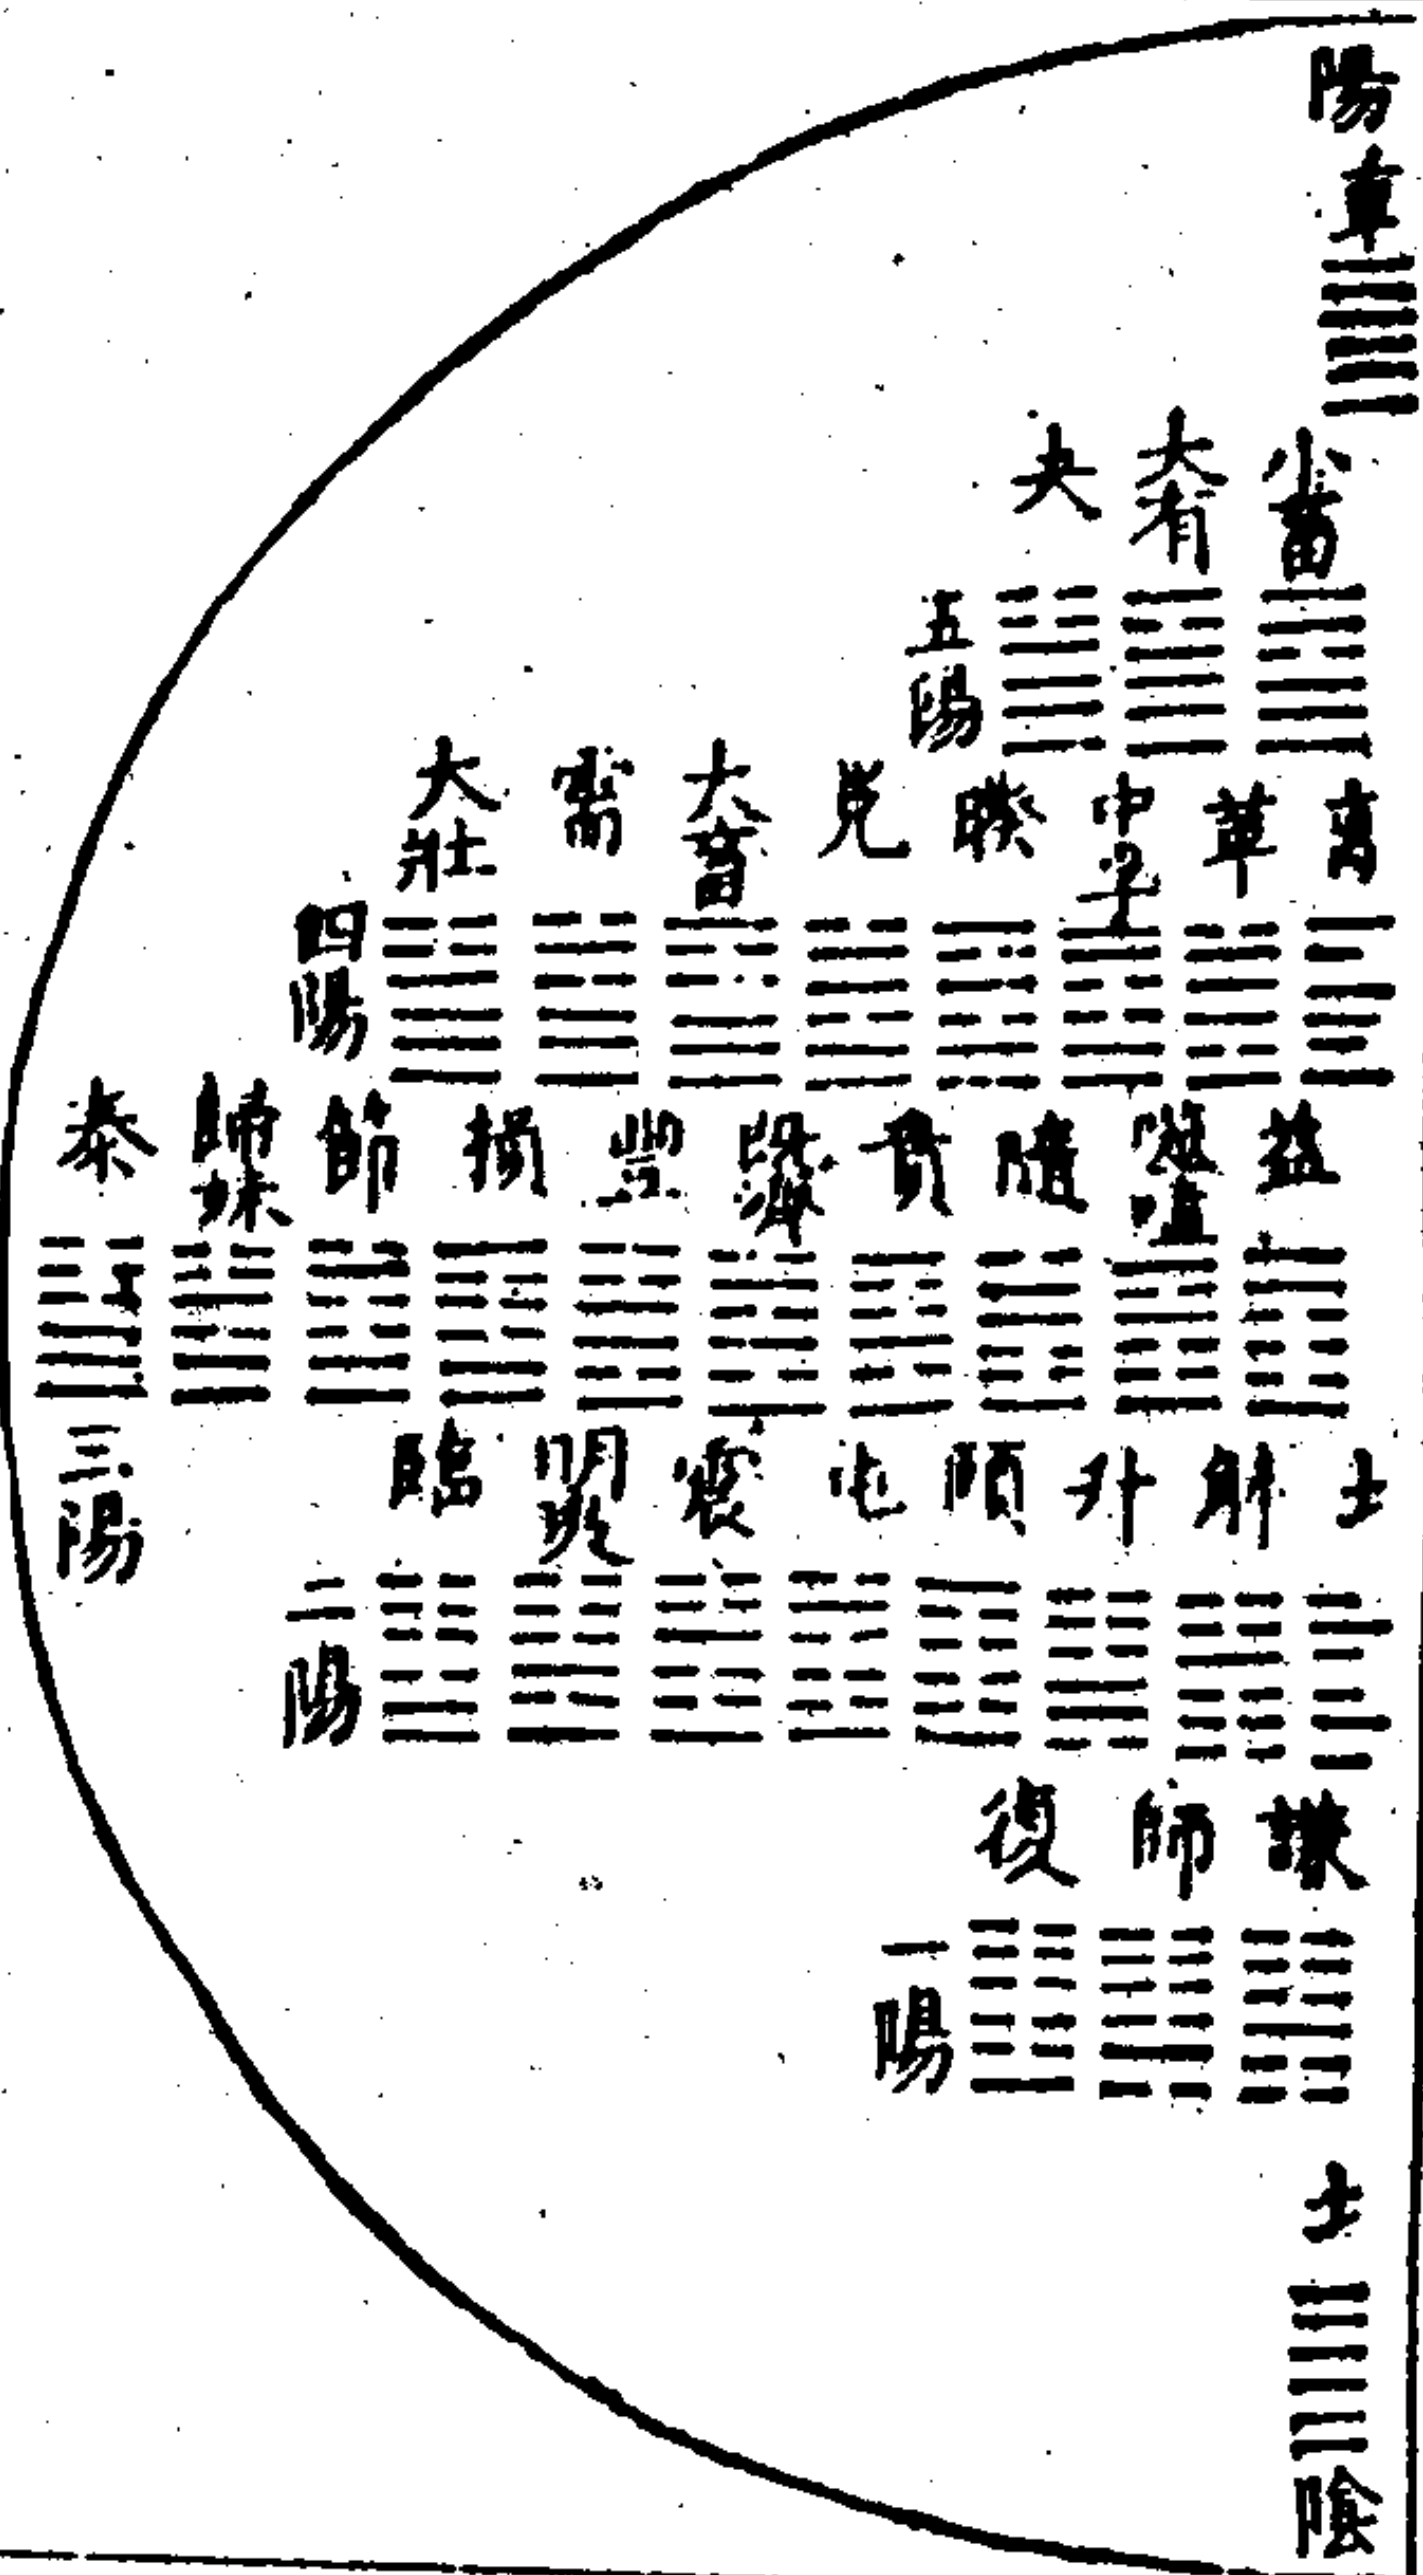 陽
小畜 大有 夬
五陽
離 革 中孚 睽 兌 大畜 需 大壯
四陽
益 噬嗑 隨 賁 既濟 豐 損 節 歸妹 泰
三陽
解 升 頤 屯 震 明夷 臨
二陽
謙 師 復
一陽
陰